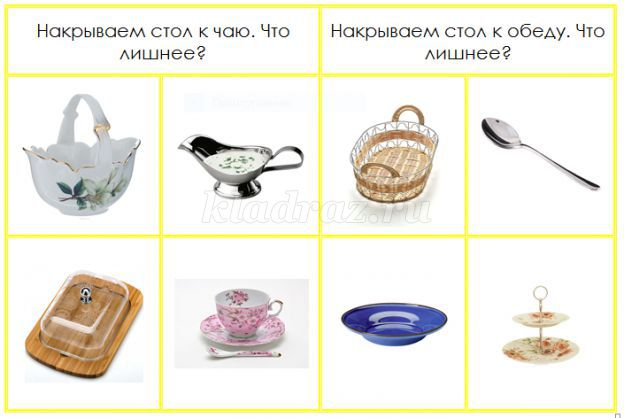 Накрываем стол к чаю. Что
лишнее?
Накрываем стол к обеду. Что
лишнее?
kladraz.ru